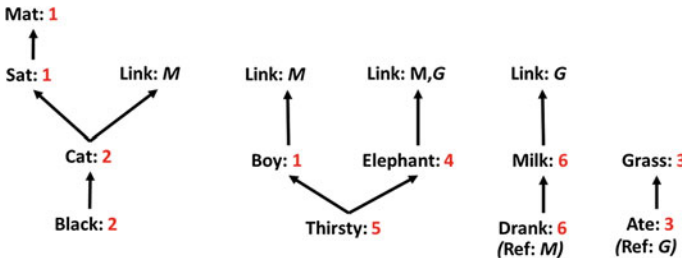 Mat: 1
Sat: 1
Link: M
Link: M
Link: M,G
Link: G
Cat: 2
Boy: 1
Elephant: 4
Milk: 6
Grass: 3
Black: 2
Thirsty: 5
Drank: 6
(Ref: M)
Ate: 3
(Ref: G)